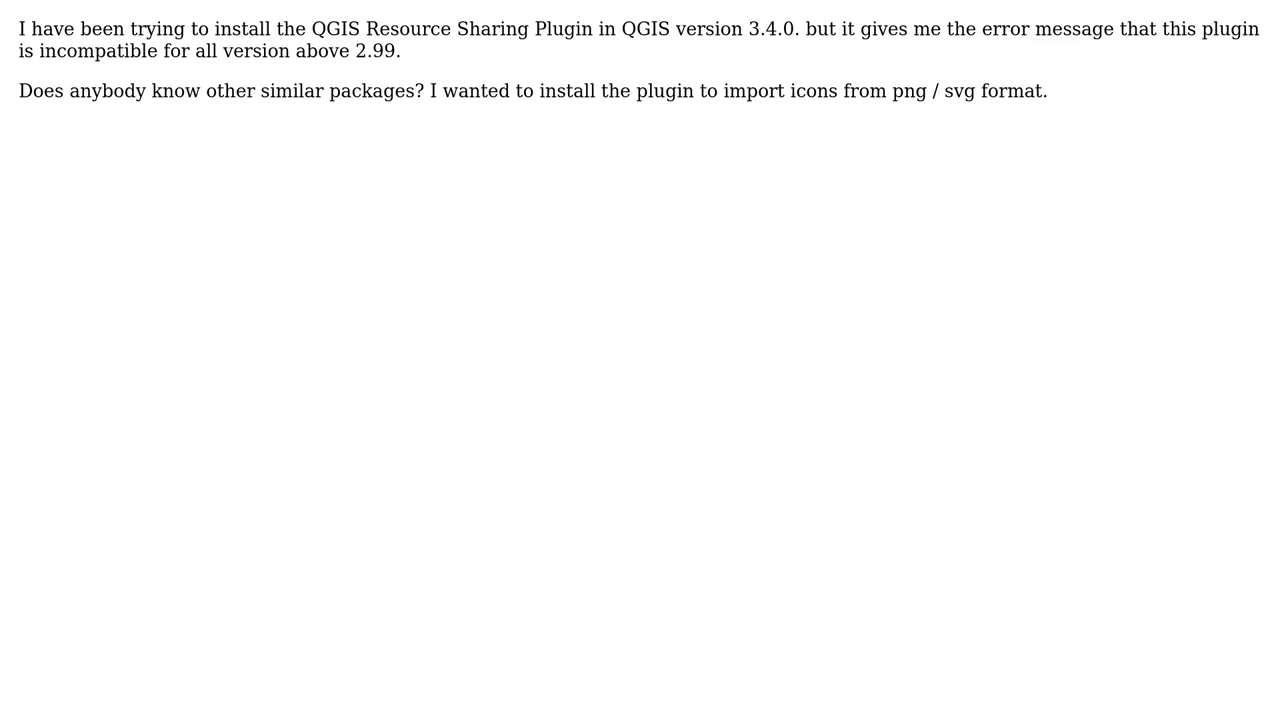 I have been trying to install the QGIS Resource Sharing Plugin in QGIS version 3.4.0. but it gives me the error message that this plugin
is incompatible for all version above 2.99.
Does anybody know other similar packages? I wanted to install the plugin to import icons from png / svg format.